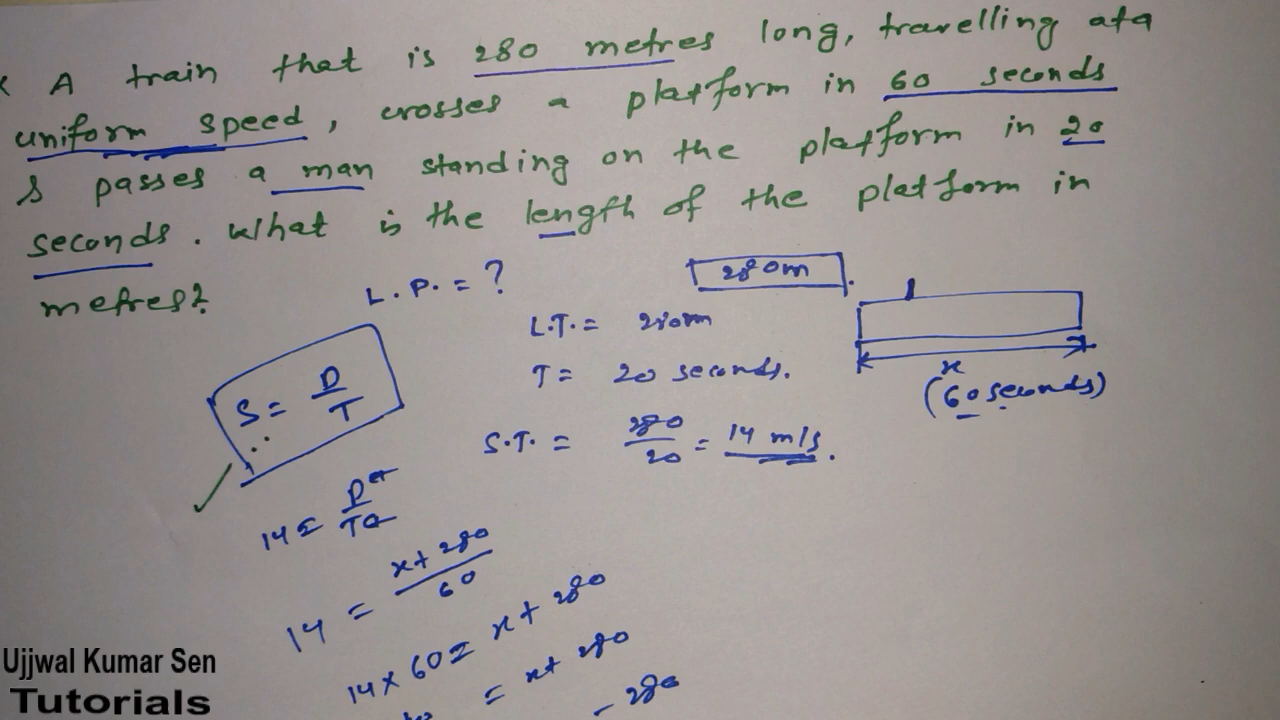 A train that is 280 metres long, travelling at a
uniform speed, crosses a platform in 60 seconds
& passes a man standing on the platform in 20
seconds. What is the length of the platform in
metres?
L.P. = ?
280m
L.T. = 280m
T = 20 seconds.
x
(60 seconds)
S = D/T
S.T. = 280/20 = 14 m/s.
14 = D/T
14 = x + 280/60
14 × 60 = x + 280
= x + 280
- 280
Ujjwal Kumar Sen
Tutorials